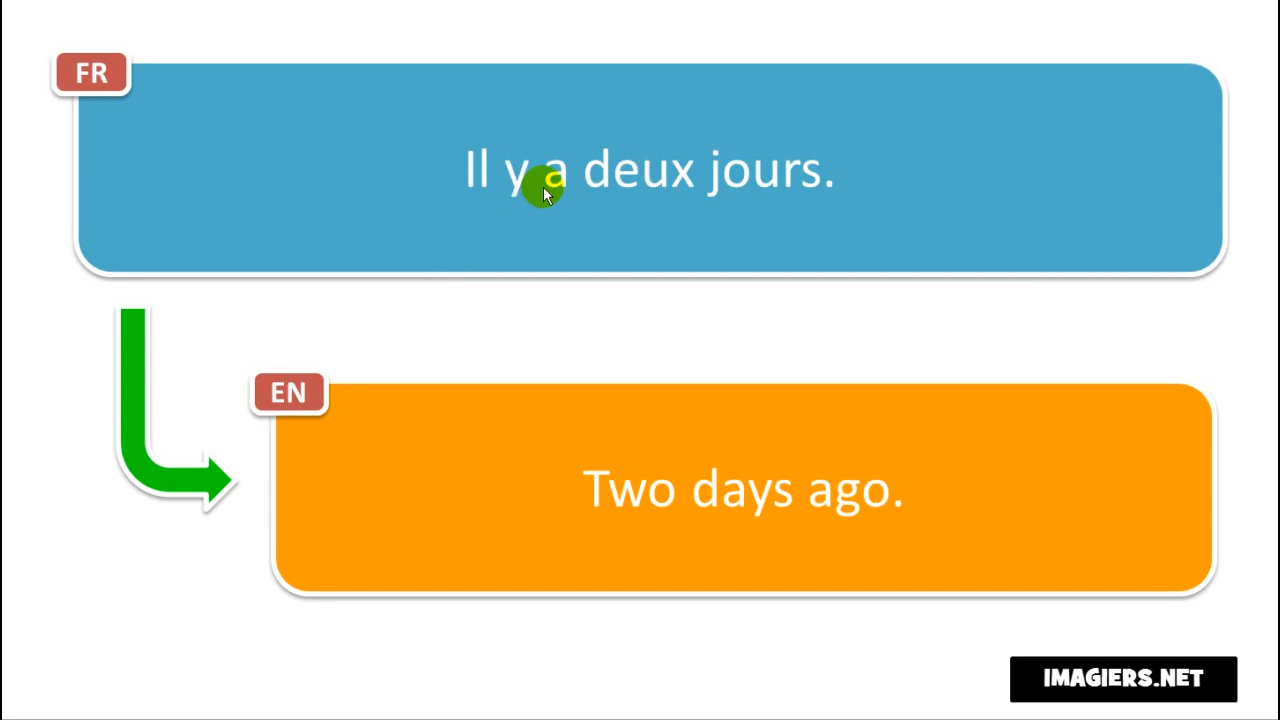 FR
Il y a deux jours.
EN
Two days ago.
IMAGIERS.NET